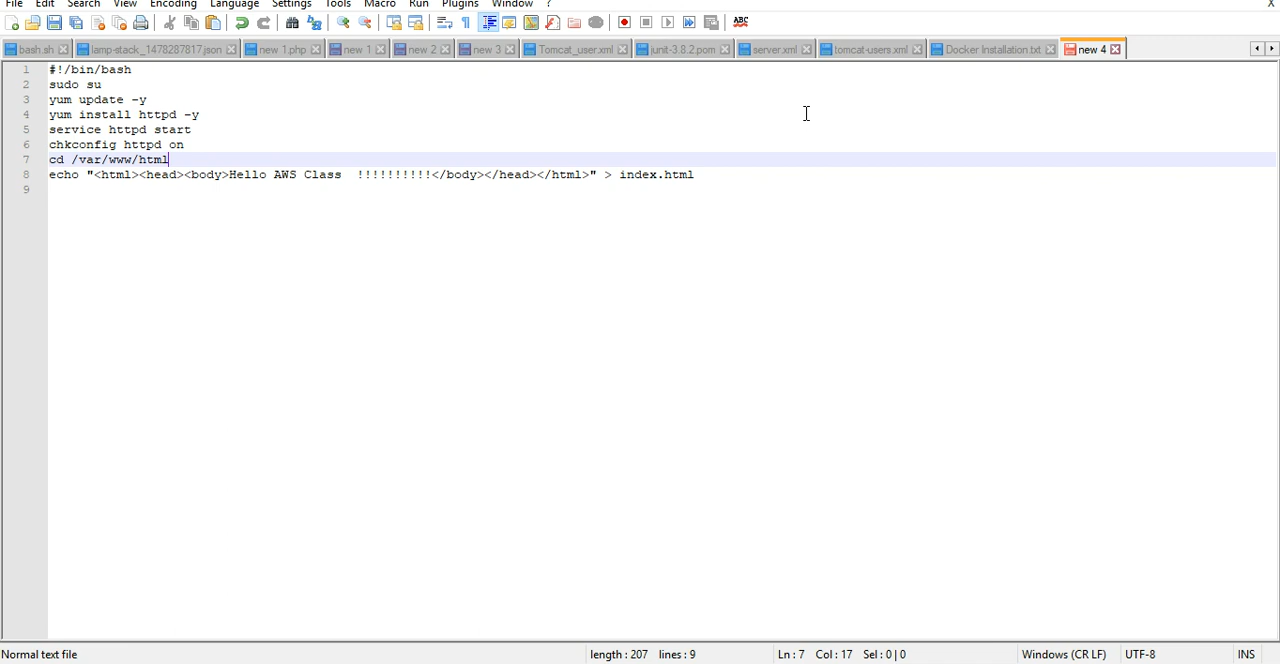 File Edit Search View Encoding Language Settings Tools Macro Run Plugins Window ? X
ABC
bash.sh lamp-stack_1478287817.json new 1.php new 1 new 2 new 3 Tomcat_user.xml junit-3.8.2.pom server.xml tomcat-users.xml Docker Installation.txt new 4
1 #!/bin/bash
2 sudo su
3 yum update -y
4 yum install httpd -y
5 service httpd start
6 chkconfig httpd on
7 cd /var/www/html
8 echo "<html><head><body>Hello AWS Class  !!!!!!!!!!</body></head></html>" > index.html
9
Normal text file length : 207 lines : 9 Ln : 7 Col : 17 Sel : 0 | 0 Windows (CR LF) UTF-8 INS